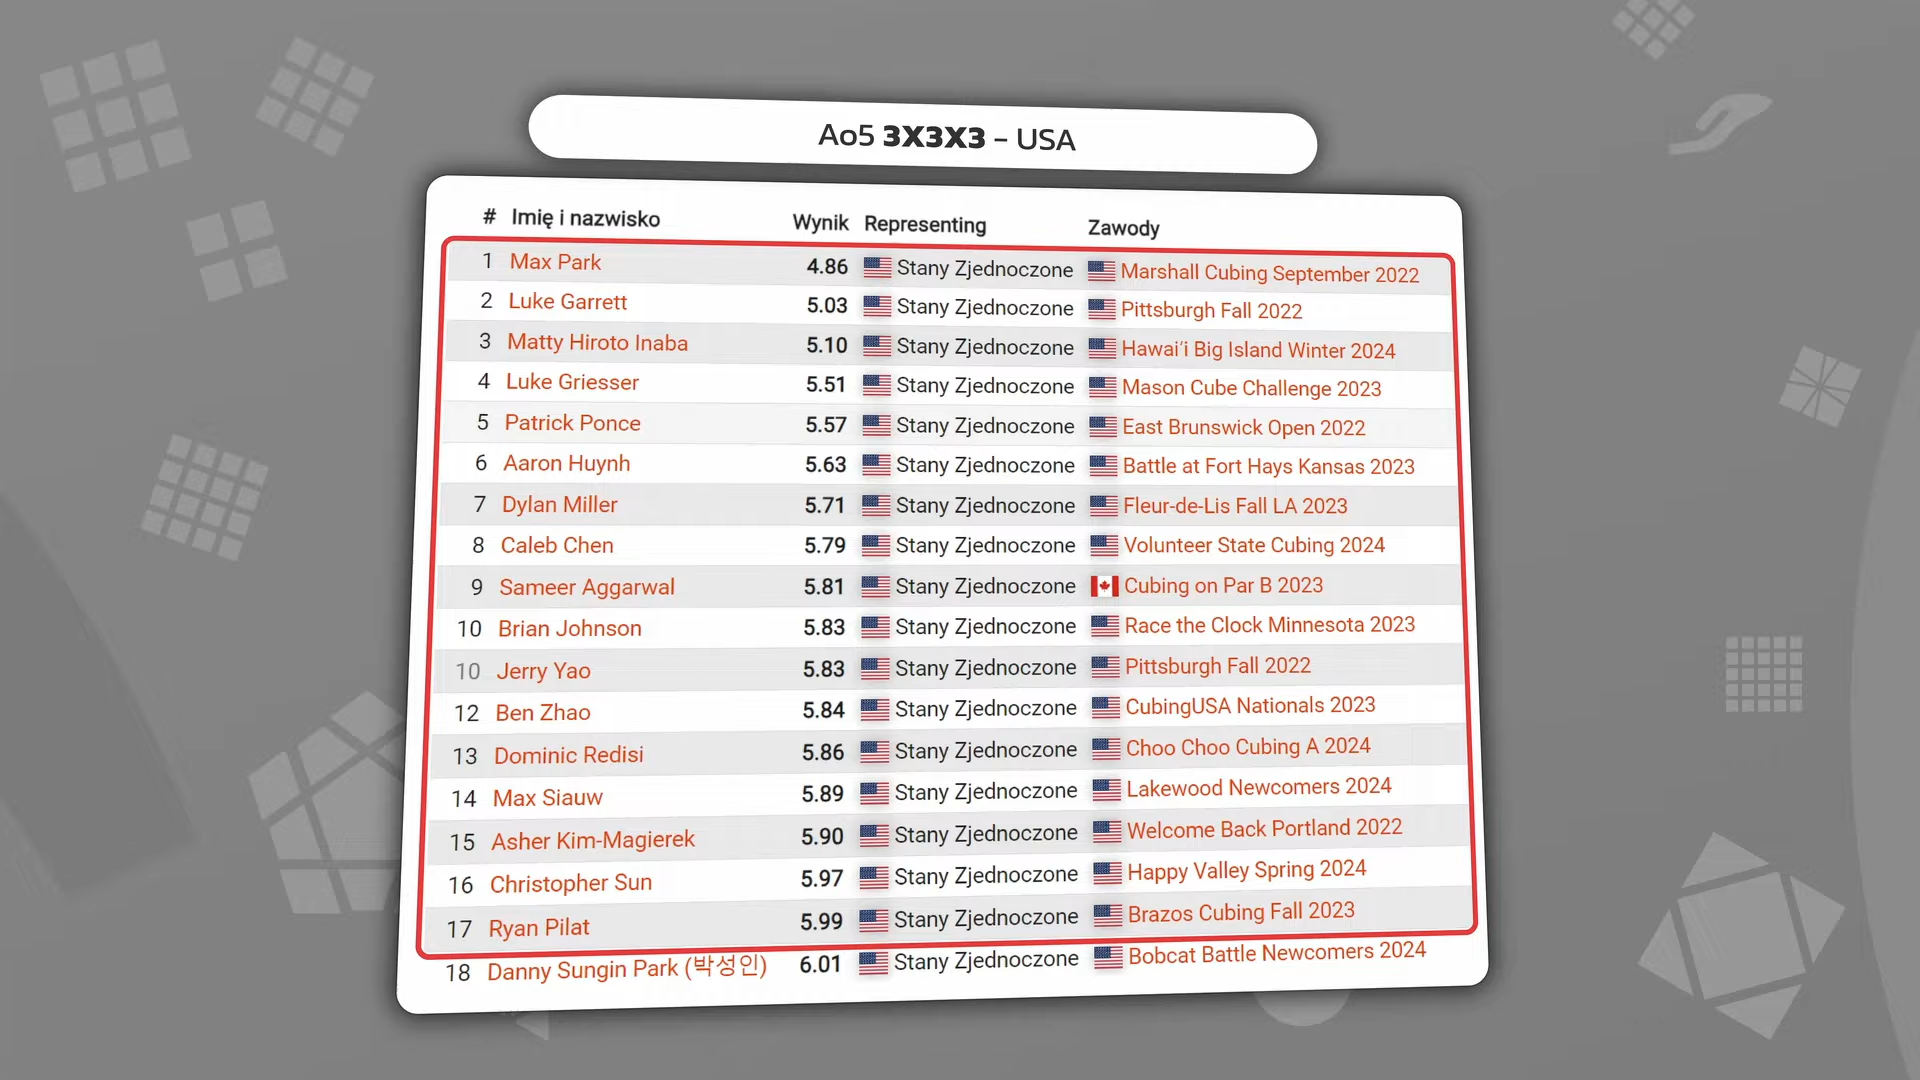 Ao5 3X3X3 – USA
# Imię i nazwisko Wynik Representing Zawody
1 Max Park 4.86 Stany Zjednoczone Marshall Cubing September 2022
2 Luke Garrett 5.03 Stany Zjednoczone Pittsburgh Fall 2022
3 Matty Hiroto Inaba 5.10 Stany Zjednoczone Hawai'i Big Island Winter 2024
4 Luke Griesser 5.51 Stany Zjednoczone Mason Cube Challenge 2023
5 Patrick Ponce 5.57 Stany Zjednoczone East Brunswick Open 2022
6 Aaron Huynh 5.63 Stany Zjednoczone Battle at Fort Hays Kansas 2023
7 Dylan Miller 5.71 Stany Zjednoczone Fleur-de-Lis Fall LA 2023
8 Caleb Chen 5.79 Stany Zjednoczone Volunteer State Cubing 2024
9 Sameer Aggarwal 5.81 Stany Zjednoczone Cubing on Par B 2023
10 Brian Johnson 5.83 Stany Zjednoczone Race the Clock Minnesota 2023
10 Jerry Yao 5.83 Stany Zjednoczone Pittsburgh Fall 2022
12 Ben Zhao 5.84 Stany Zjednoczone CubingUSA Nationals 2023
13 Dominic Redisi 5.86 Stany Zjednoczone Choo Choo Cubing A 2024
14 Max Siauw 5.89 Stany Zjednoczone Lakewood Newcomers 2024
15 Asher Kim-Magierek 5.90 Stany Zjednoczone Welcome Back Portland 2022
16 Christopher Sun 5.97 Stany Zjednoczone Happy Valley Spring 2024
17 Ryan Pilat 5.99 Stany Zjednoczone Brazos Cubing Fall 2023
18 Danny Sungin Park (박성인) 6.01 Stany Zjednoczone Bobcat Battle Newcomers 2024